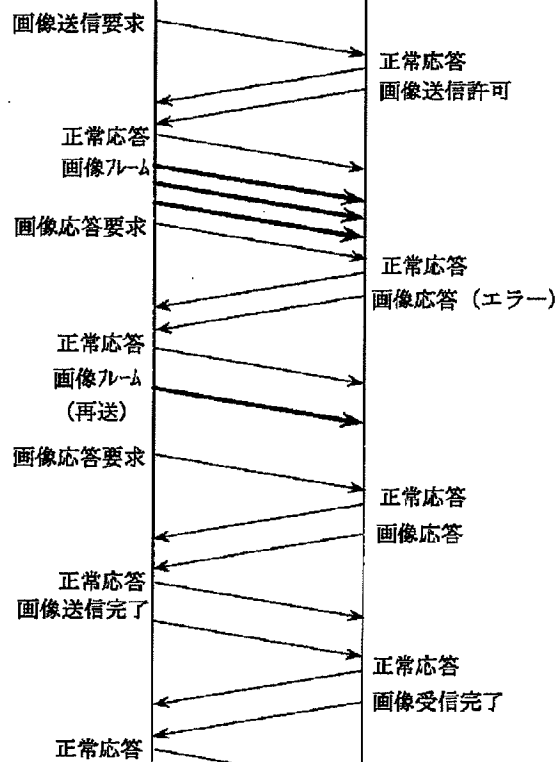 画像送信要求
正常応答
画像送信許可
正常応答
画像フレーム
画像応答要求
正常応答
画像応答（エラー）
正常応答
画像フレーム
（再送）
画像応答要求
正常応答
画像応答
正常応答
画像送信完了
正常応答
画像受信完了
正常応答